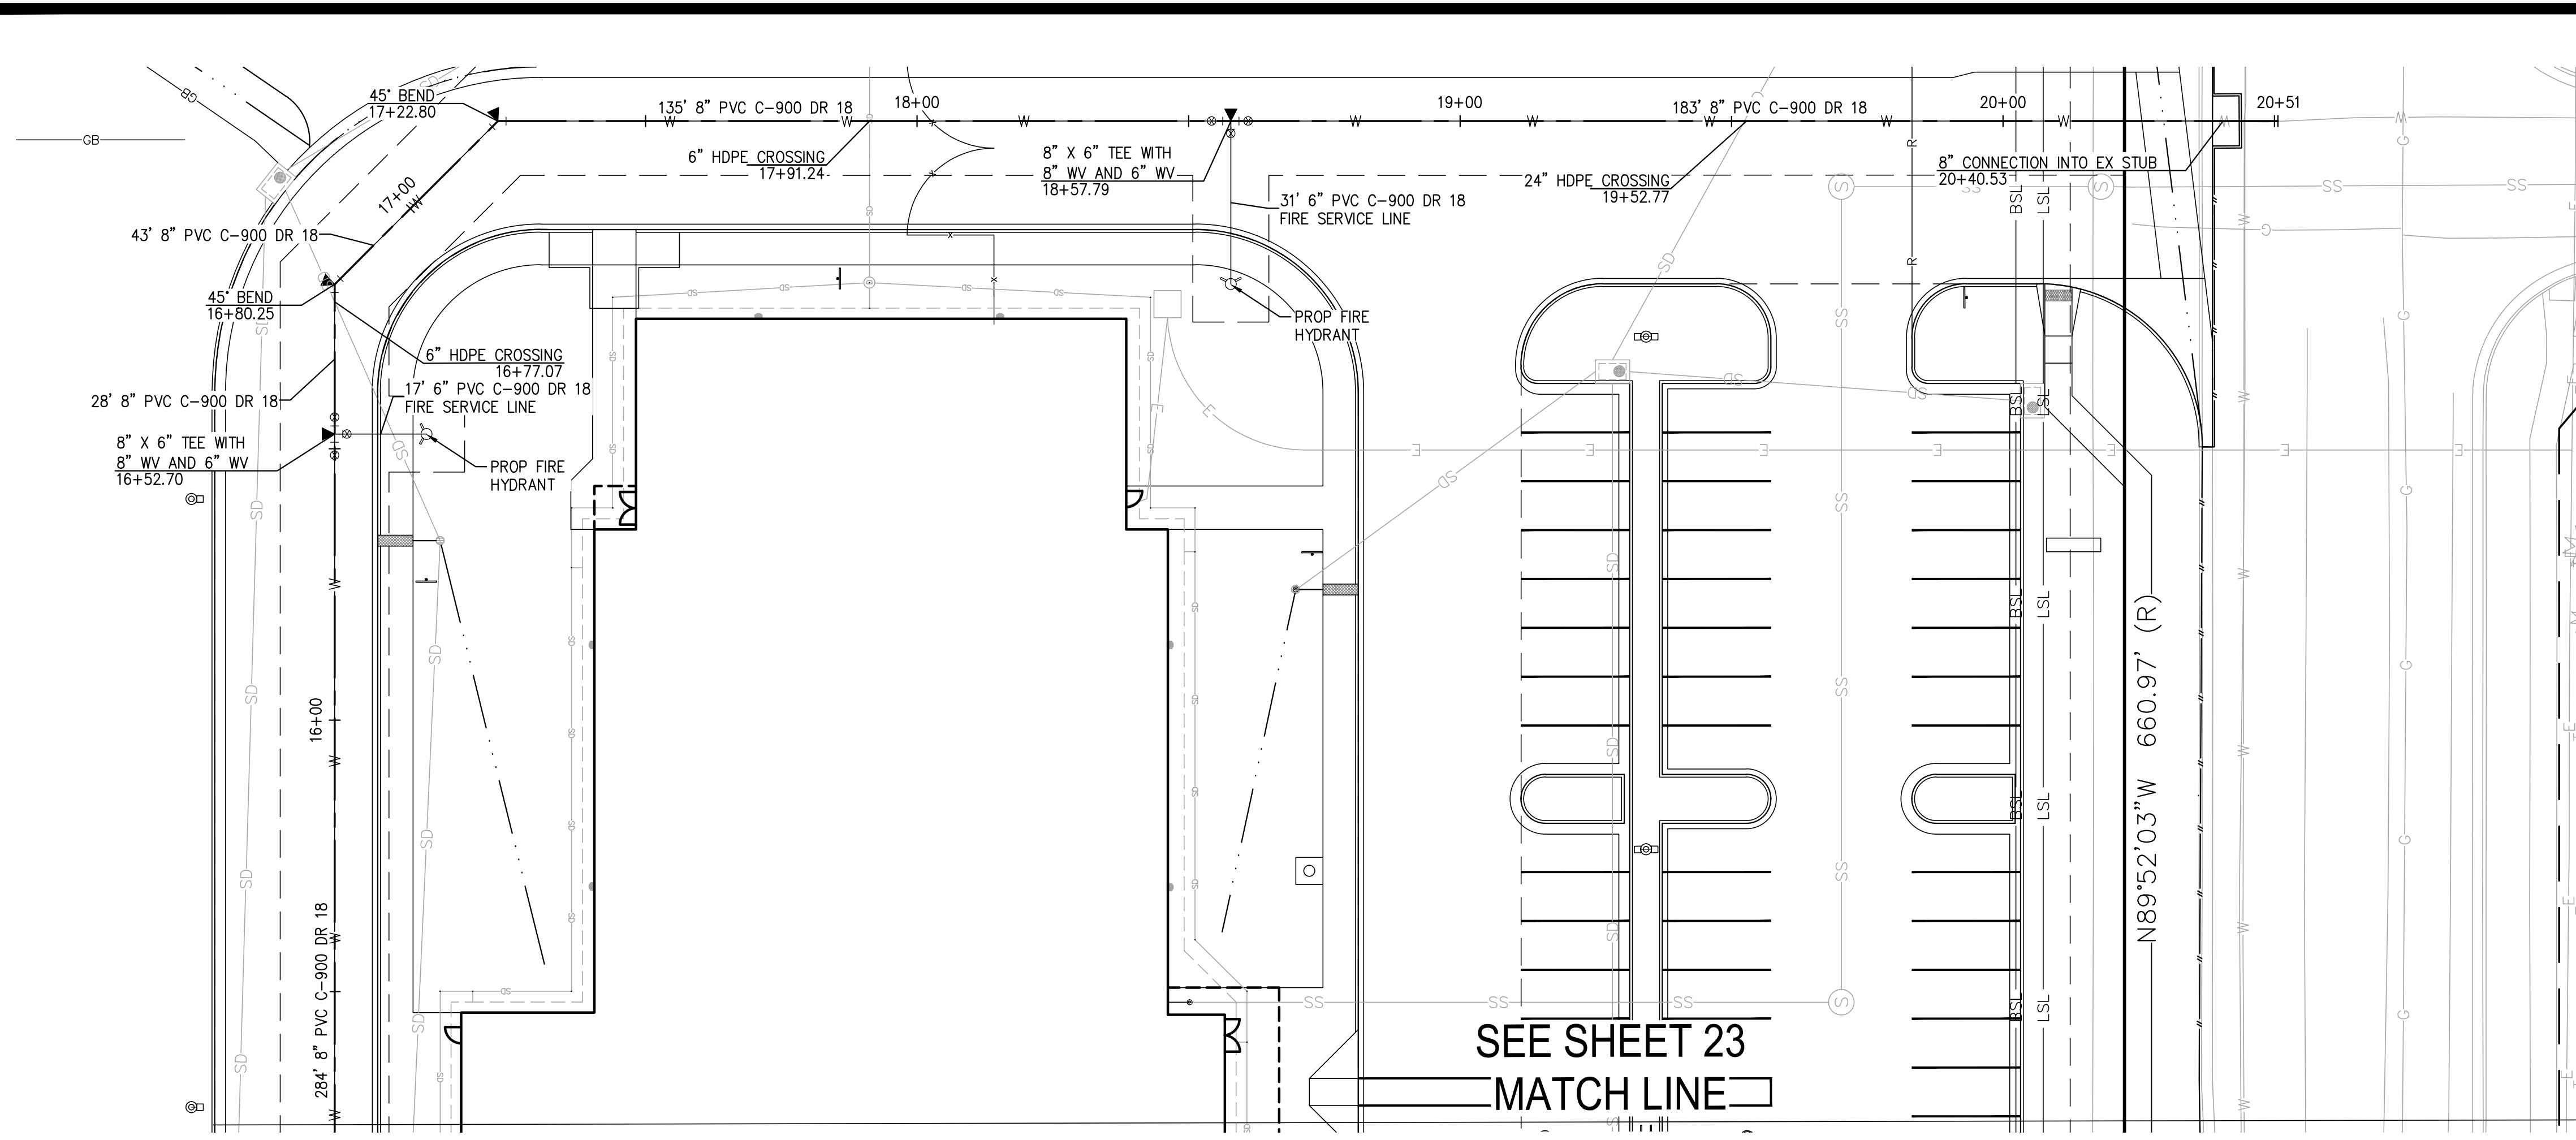 GB
SD
45° BEND
17+22.80
135' 8" PVC C-900 DR 18
18+00
19+00
183' 8" PVC C-900 DR 18
20+00
20+51
GB
6" HDPE CROSSING
17+91.24
8" X 6" TEE WITH
8" WV AND 6" WV
18+57.79
24" HDPE CROSSING
19+52.77
8" CONNECTION INTO EX STUB
20+40.53
17+00
31' 6" PVC C-900 DR 18
FIRE SERVICE LINE
43' 8" PVC C-900 DR 18
45° BEND
16+80.25
PROP FIRE
HYDRANT
6" HDPE CROSSING
16+77.07
17' 6" PVC C-900 DR 18
FIRE SERVICE LINE
28' 8" PVC C-900 DR 18
8" X 6" TEE WITH
8" WV AND 6" WV
16+52.70
PROP FIRE
HYDRANT
BSL
LSL
16+00
284' 8" PVC C-900 DR 18
N89°52'03"W 660.97' (R)
SEE SHEET 23
MATCH LINE